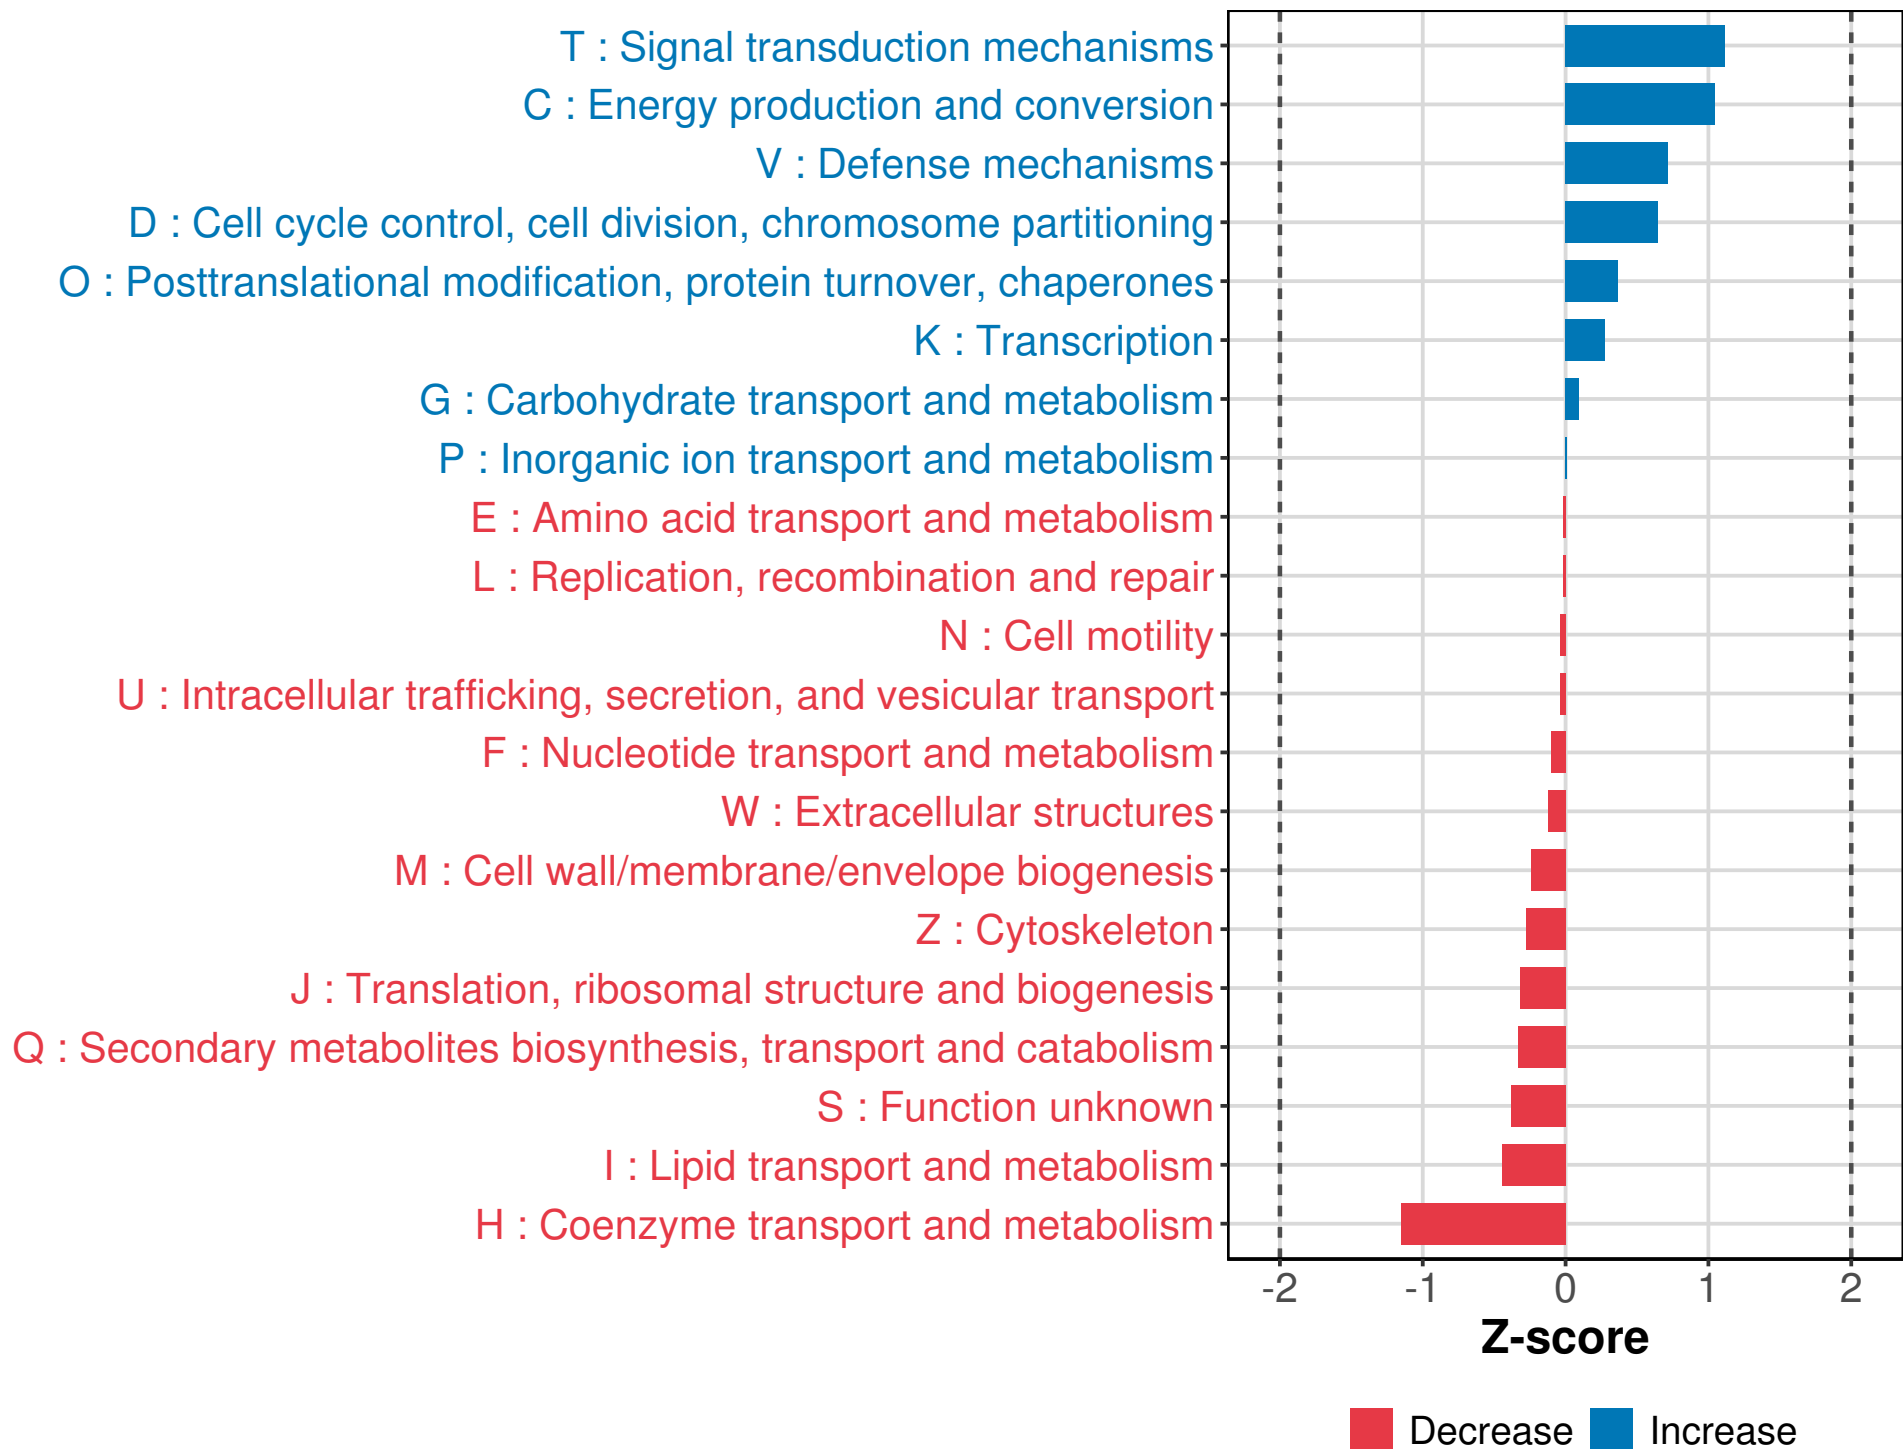 T : Signal transduction mechanisms
C : Energy production and conversion
V : Defense mechanisms
D : Cell cycle control, cell division, chromosome partitioning
O : Posttranslational modification, protein turnover, chaperones
K : Transcription
G : Carbohydrate transport and metabolism
P : Inorganic ion transport and metabolism
E : Amino acid transport and metabolism
L : Replication, recombination and repair
N : Cell motility
U : Intracellular trafficking, secretion, and vesicular transport
F : Nucleotide transport and metabolism
W : Extracellular structures
M : Cell wall/membrane/envelope biogenesis
Z : Cytoskeleton
J : Translation, ribosomal structure and biogenesis
Q : Secondary metabolites biosynthesis, transport and catabolism
S : Function unknown
I : Lipid transport and metabolism
H : Coenzyme transport and metabolism
-2 -1 0 1 2
Z-score
Decrease Increase